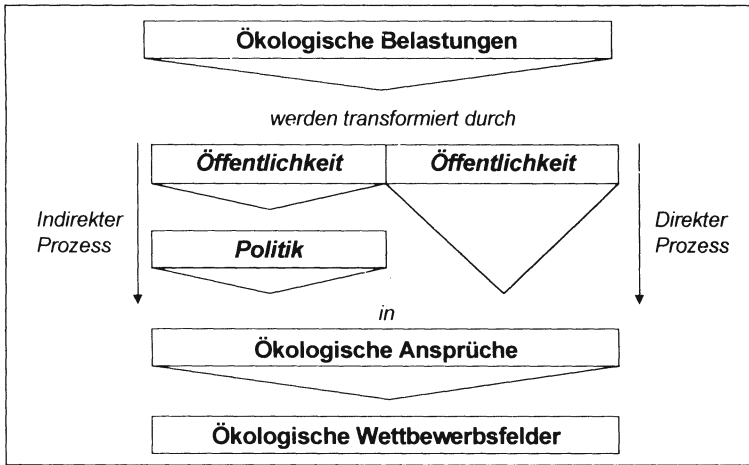 Ökologische Belastungen
werden transformiert durch
Öffentlichkeit Öffentlichkeit
Indirekter
Prozess
Direkter
Prozess
Politik
in
Ökologische Ansprüche
Ökologische Wettbewerbsfelder